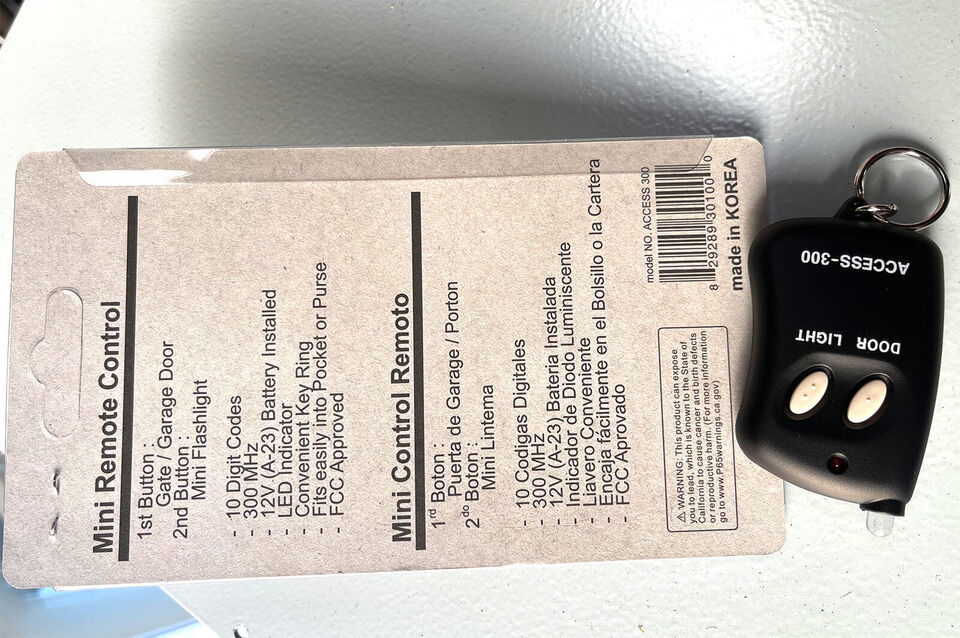 Mini Remote Control
1st Button :
Gate / Garage Door
2nd Button :
Mini Flashlight
- 10 Digit Codes
- 300 MHz
- 12V (A-23) Battery Installed
- LED Indicator
- Convenient Key Ring
- Fits easily into Pocket or Purse
- FCC Approved
Mini Control Remoto
1rd Boton :
Puerta de Garage / Porton
2do Boton :
Mini Linterna
- 10 Codigas Digitales
- 300 MHz
- 12V (A-23) Bateria Instalada
- Indicador de Diodo Luminiscente
- Llavero Conveniente
- Encaja fácilmente en el Bolsillo o la Cartera
- FCC Aprovado
⚠ WARNING: This product can expose
you to lead, which is known to the State of
California to cause cancer and birth defects
or reproductive harm. (For more information
go to www.P65warnings.ca.gov)
model NO. ACCESS 300
8 29289 30100 0
made in KOREA
ACCESS-300
DOOR LIGHT